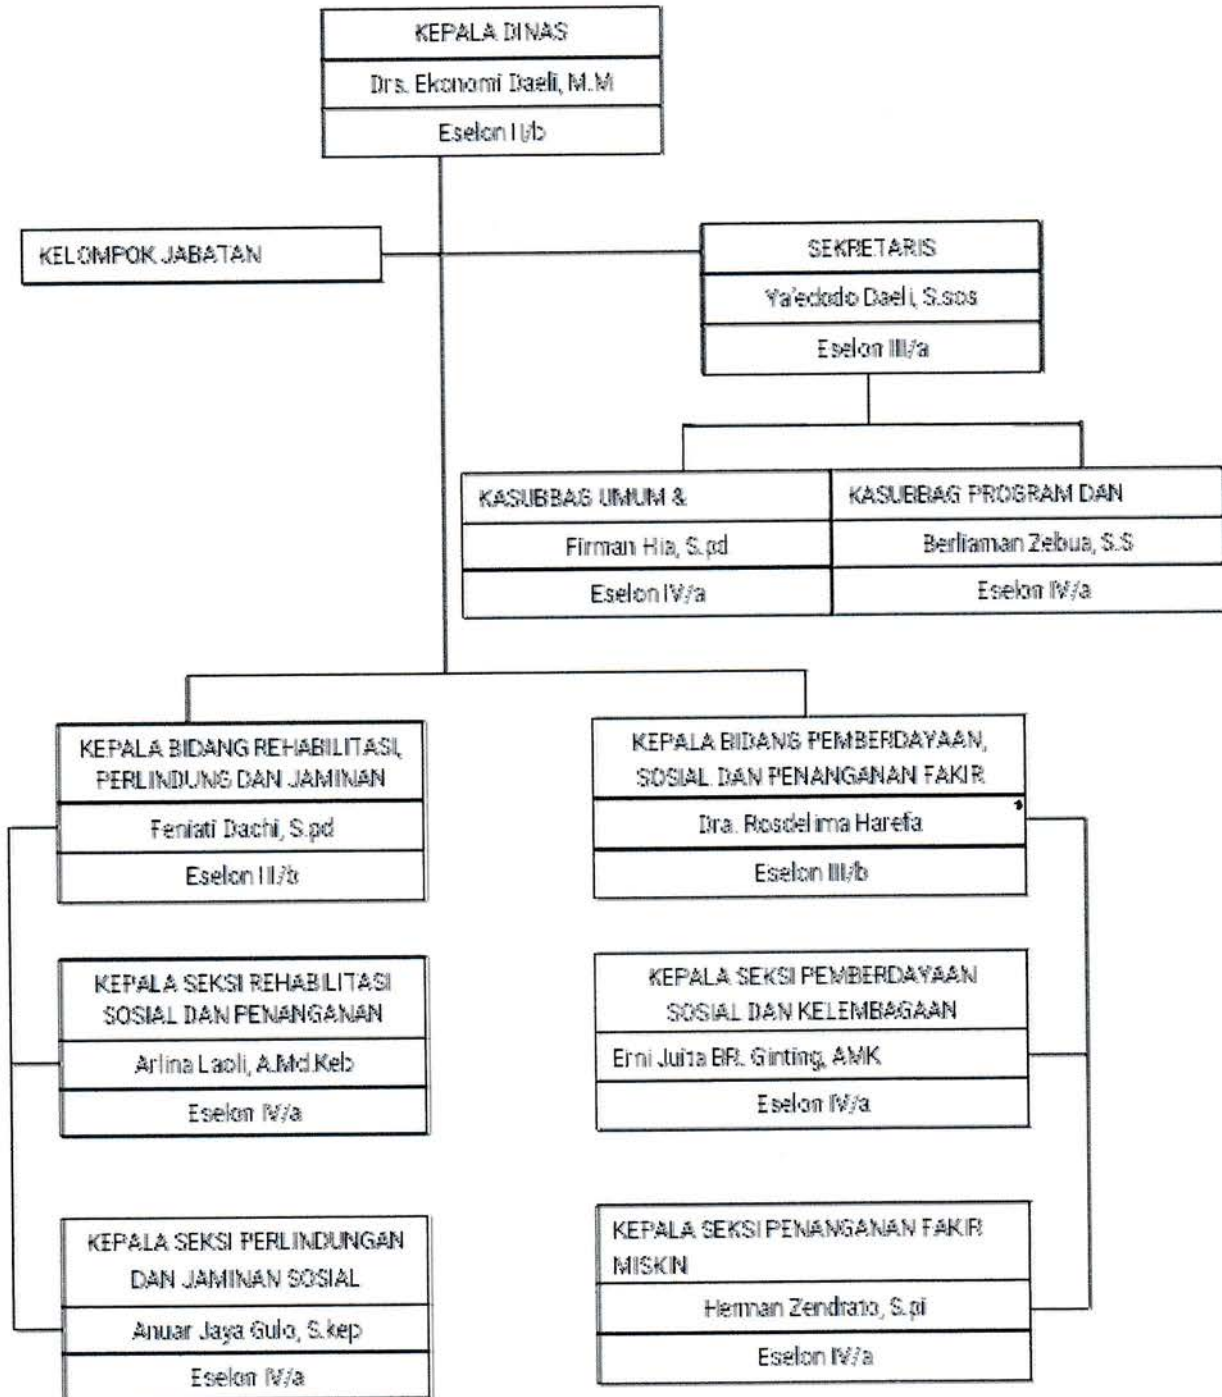 KEPALA DINAS
Drs. Ekonomi Daeli, M.M
Eselon II/b
KELOMPOK JABATAN
SEKRETARIS
Ya'edodo Daeli, S.sos
Eselon III/a
KASUBBAG UMUM &
Firman Hia, S.pd
Eselon IV/a
KASUBBAG PROGRAM DAN
Berliaman Zebua, S.S
Eselon IV/a
KEPALA BIDANG REHABILITASI,
PERLINDUNG DAN JAMINAN
Feniati Dachi, S.pd
Eselon III/b
KEPALA BIDANG PEMBERDAYAAN,
SOSIAL DAN PENANGANAN FAKIR
Dra. Rosdelima Harefa
Eselon III/b
KEPALA SEKSI REHABILITASI
SOSIAL DAN PENANGANAN
Arlina Laoli, A.Md.Keb
Eselon IV/a
KEPALA SEKSI PEMBERDAYAAN
SOSIAL DAN KELEMBAGAAN
Erni Juita BR. Ginting, AMK
Eselon IV/a
KEPALA SEKSI PERLINDUNGAN
DAN JAMINAN SOSIAL
Anuar Jaya Gulo, S.kep
Eselon IV/a
KEPALA SEKSI PENANGANAN FAKIR
MISKIN
Herman Zendrato, S.pi
Eselon IV/a